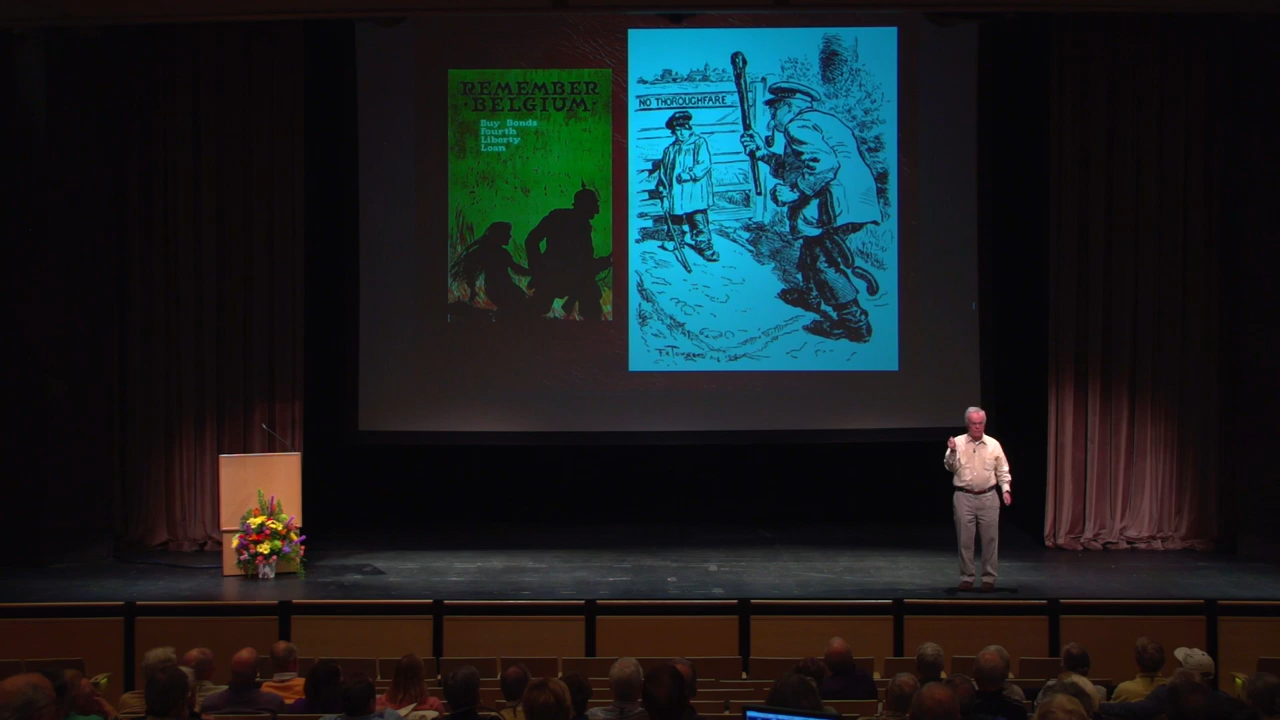 REMEMBER
·BELGIUM·
Buy Bonds
Fourth
Liberty
Loan
NO THOROUGHFARE